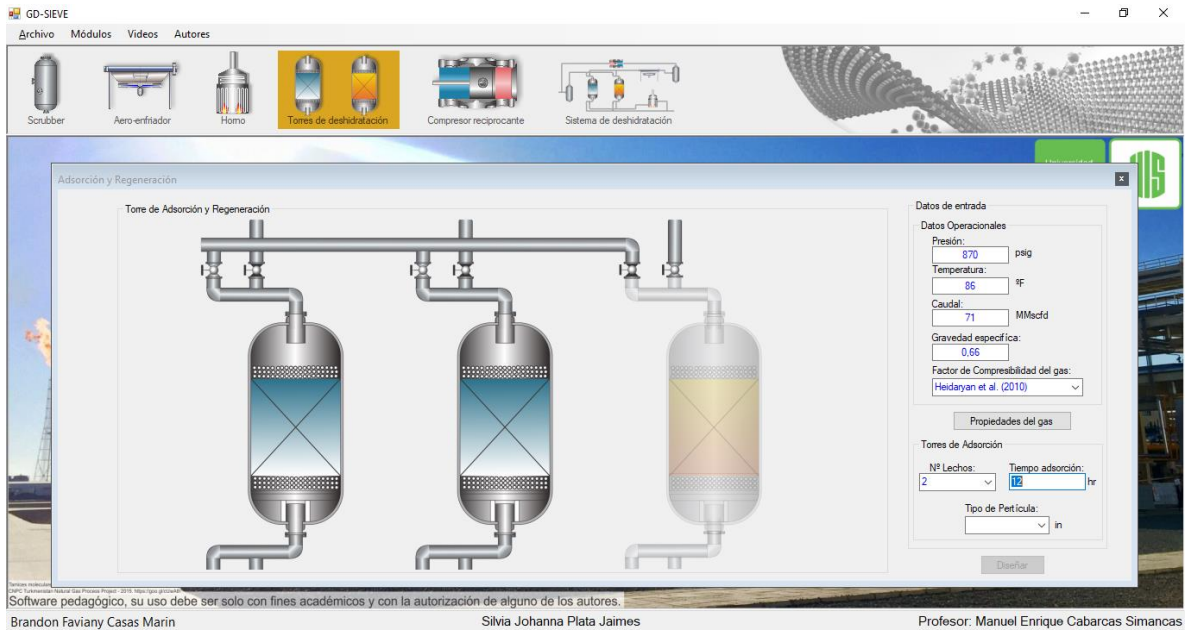 GD-SIEVE
Archivo Módulos Videos Autores
Scrubber Aero-enfriador Horno Torres de deshidratación Compresor reciprocante Sistema de deshidratación
Universidad
Adsorción y Regeneración x
Torre de Adsorción y Regeneración
Datos de entrada
Datos Operacionales
Presión:
870 psig
Temperatura:
86 ºF
Caudal:
71 MMscfd
Gravedad específica:
0,66
Factor de Compresibilidad del gas:
Heidaryan et al. (2010)
Propiedades del gas
Torres de Adsorción
Nº Lechos: Tiempo adsorción:
2 12 hr
Tipo de Pertícula:
in
Diseñar
Software pedagógico, su uso debe ser solo con fines académicos y con la autorización de alguno de los autores.
Brandon Faviany Casas Marin Silvia Johanna Plata Jaimes Profesor: Manuel Enrique Cabarcas Simancas